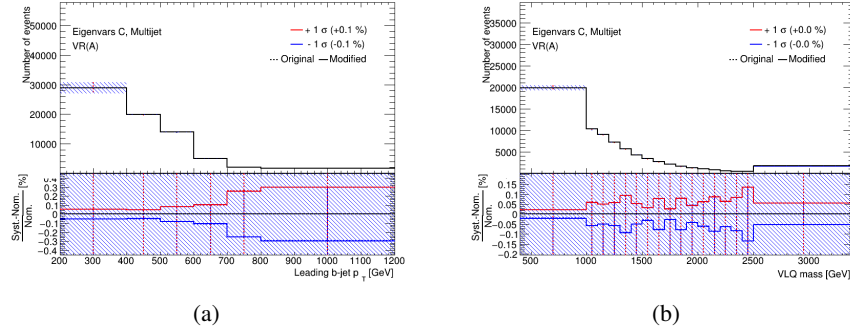 Number of events
50000
40000
30000
20000
10000
Eigenvars C, Multijet
VR(A)
+ 1 σ (+0.1 %)
- 1 σ (-0.1 %)
Original Modified
Syst.-Nom. [%]
Nom.
0.4
0.3
0.2
0.1
0
−0.1
−0.2
−0.3
−0.4
200 300 400 500 600 700 800 900 1000 1100 1200
Leading b-jet p T [GeV]
(a)
Number of events
40000
35000
30000
25000
20000
15000
10000
5000
Eigenvars C, Multijet
VR(A)
+ 1 σ (+0.0 %)
- 1 σ (-0.0 %)
Original Modified
Syst.-Nom. [%]
Nom.
0.15
0.1
0.05
0
−0.05
−0.1
−0.15
−0.2
500 1000 1500 2000 2500 3000
VLQ mass [GeV]
(b)